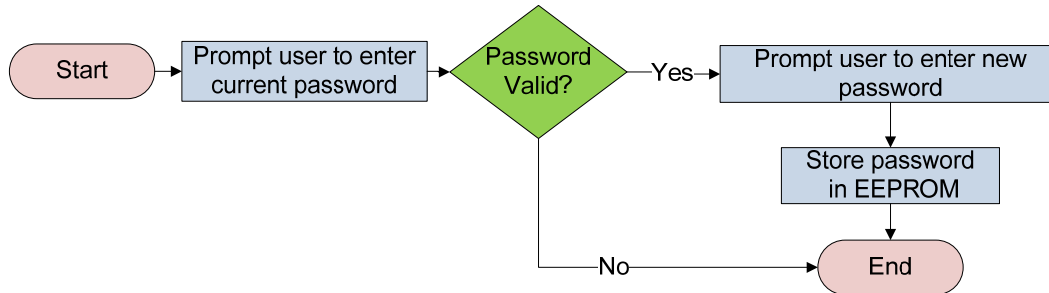 Start
Prompt user to enter
current password
Password
Valid?
Yes
Prompt user to enter new
password
Store password
in EEPROM
No
End